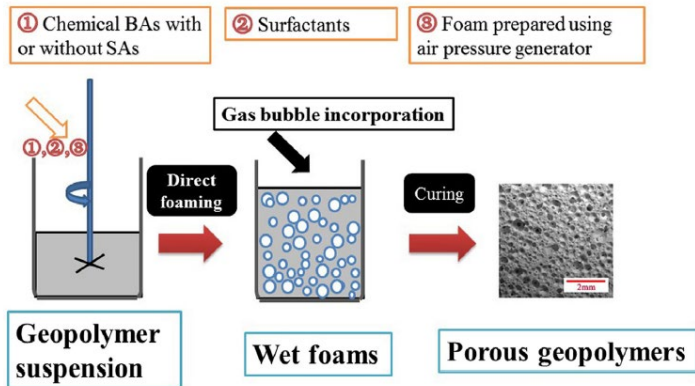 ① Chemical BAs with
or without SAs
② Surfactants
③ Foam prepared using
air pressure generator
Gas bubble incorporation
①,②,③
Direct
foaming
Curing
2mm
Geopolymer
suspension
Wet foams
Porous geopolymers